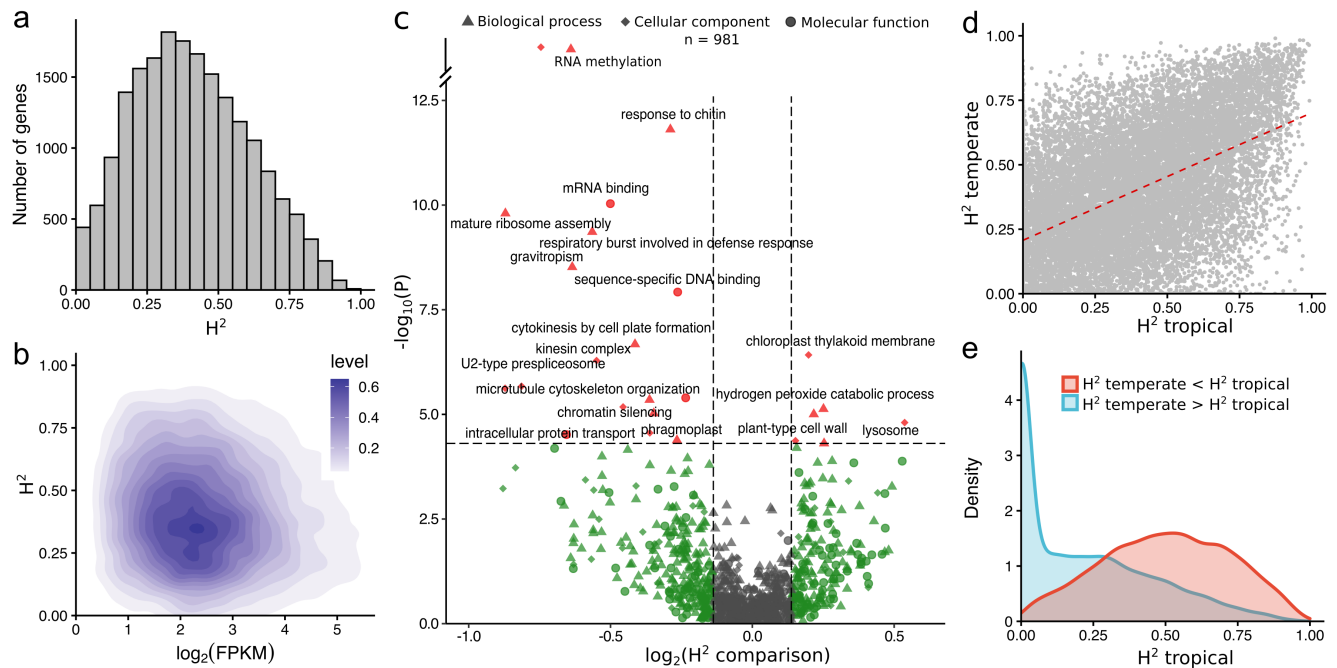 a
Number of genes
1500
1000
500
0
0.00 0.25 0.50 0.75 1.00
H²
b
level
0.6
0.4
0.2
H²
1.00
0.75
0.50
0.25
0.00
0 1 2 3 4 5
log₂(FPKM)
c
Biological process Cellular component Molecular function
n = 981
RNA methylation
response to chitin
mRNA binding
mature ribosome assembly
respiratory burst involved in defense response
gravitropism
sequence-specific DNA binding
cytokinesis by cell plate formation
chloroplast thylakoid membrane
kinesin complex
U2-type prespliceosome
microtubule cytoskeleton organization
hydrogen peroxide catabolic process
chromatin silencing
intracellular protein transport
phragmoplast
plant-type cell wall
lysosome
-log₁₀(P)
12.5
10.0
7.5
5.0
2.5
0.0
-1.0 -0.5 0.0 0.5
log₂(H² comparison)
d
H² temperate
1.00
0.75
0.50
0.25
0.00
0.00 0.25 0.50 0.75 1.00
H² tropical
e
H² temperate < H² tropical
H² temperate > H² tropical
Density
4
3
2
1
0
0.00 0.25 0.50 0.75 1.00
H² tropical